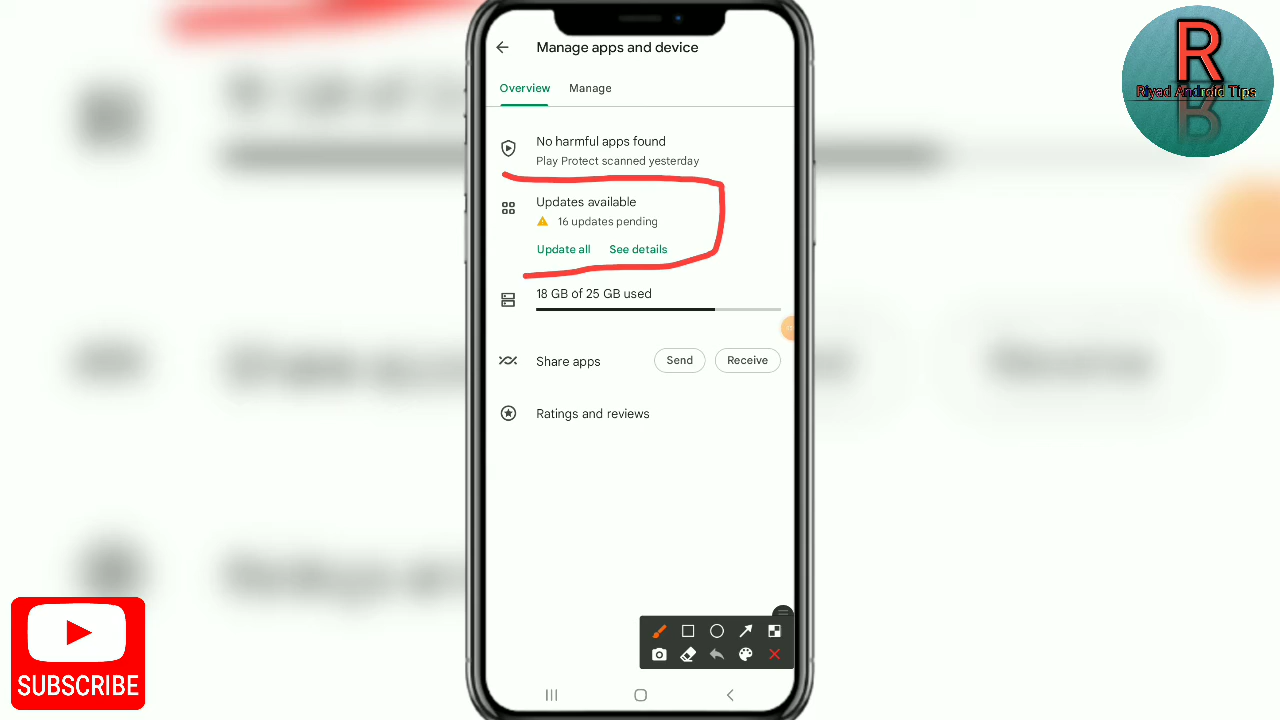 Manage apps and device
R
Riyad Android Tips
Overview Manage
No harmful apps found
Play Protect scanned yesterday
Updates available
16 updates pending
Update all See details
18 GB of 25 GB used
Share apps Send Receive
Ratings and reviews
SUBSCRIBE